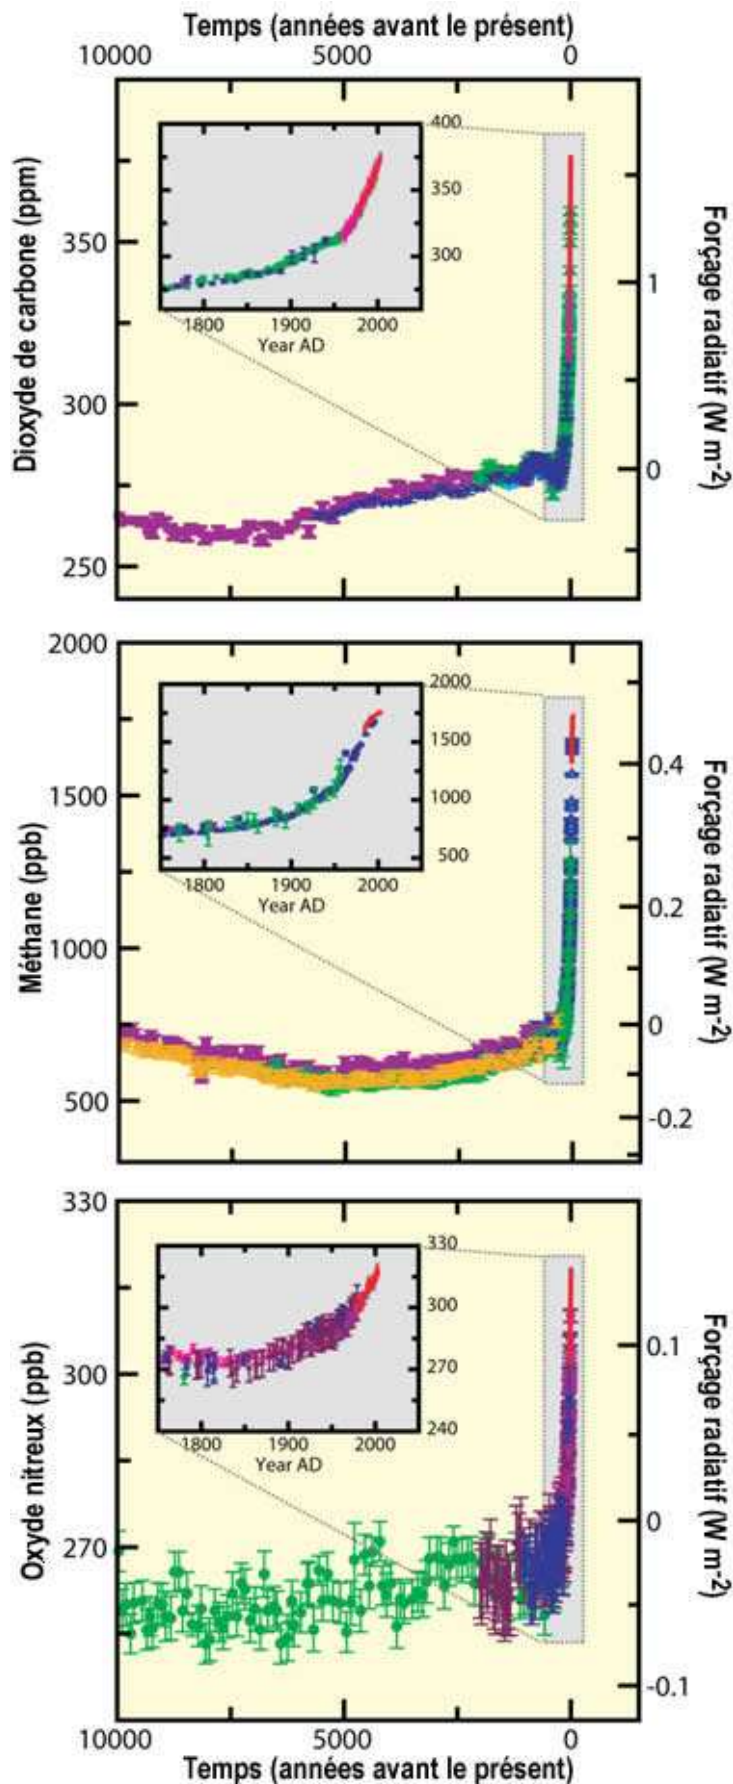 Temps (années avant le présent)
10000 5000 0
Dioxyde de carbone (ppm)
350
300
250
400
350
300
1800 1900 2000
Year AD
1
0
Forçage radiatif (W m-2)
2000
1500
1000
500
Méthane (ppb)
2000
1500
1000
500
1800 1900 2000
Year AD
0.4
0.2
0
-0.2
Forçage radiatif (W m-2)
330
300
270
Oxyde nitreux (ppb)
330
300
270
240
1800 1900 2000
Year AD
0.1
0
-0.1
Forçage radiatif (W m-2)
10000 5000 0
Temps (années avant le présent)